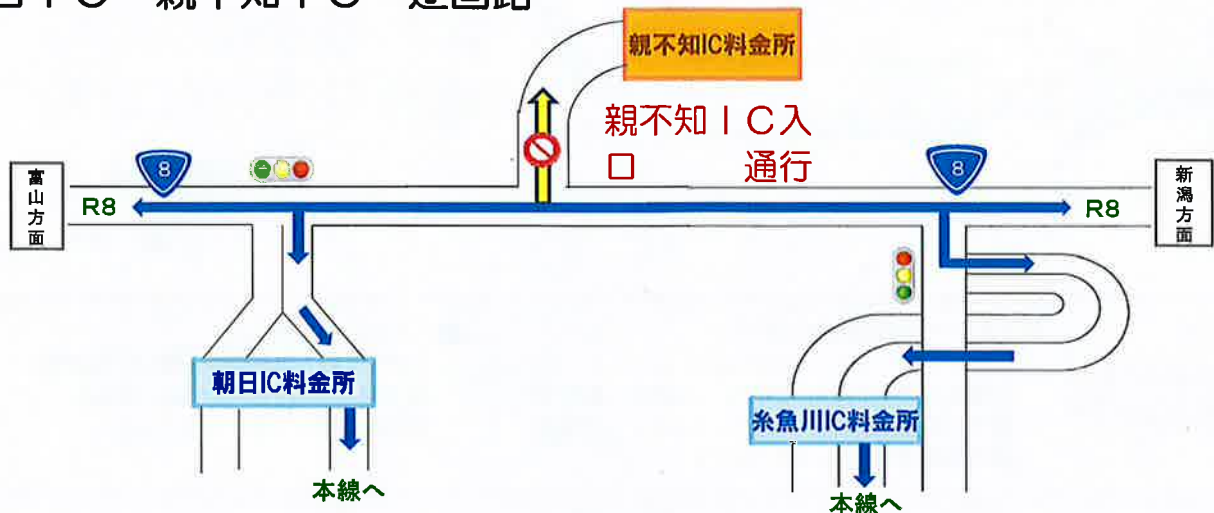 親不知IC料金所
親不知IC入
口 通行
8
8
富山方面
R8
R8
新潟方面
朝日IC料金所
糸魚川IC料金所
本線へ
本線へ